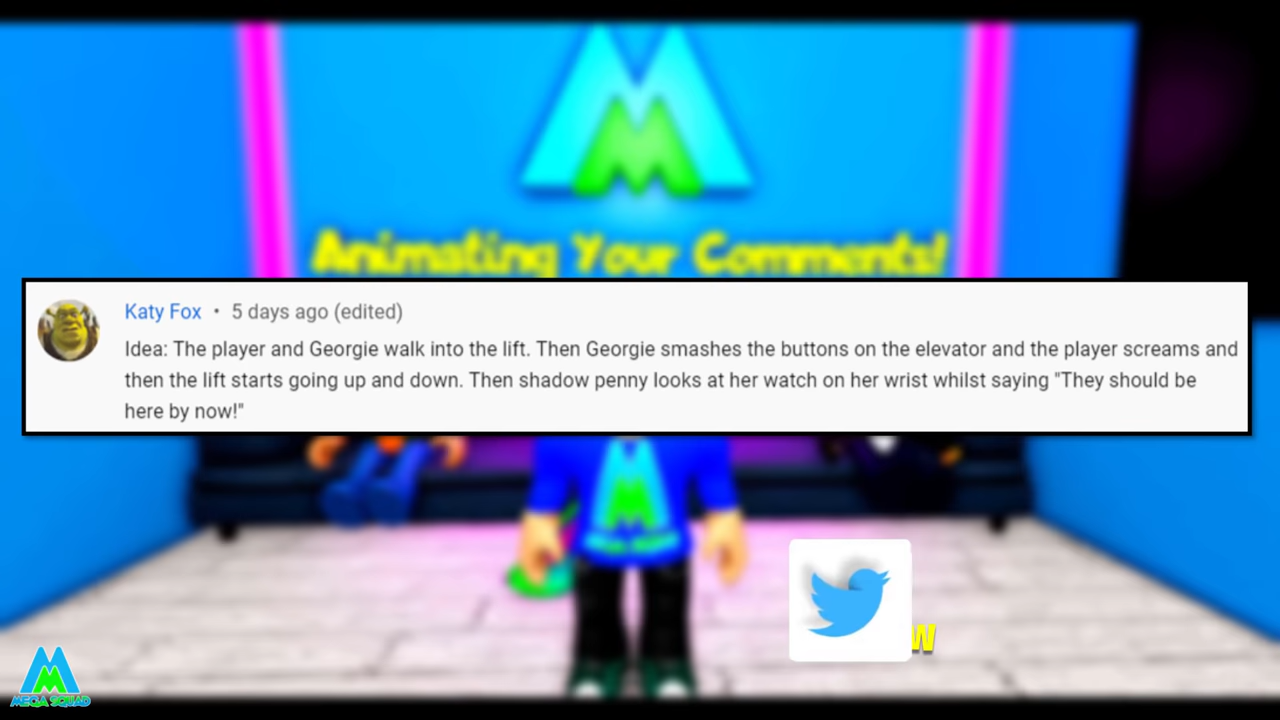 Animating Your Comments!
Katy Fox • 5 days ago (edited)
Idea: The player and Georgie walk into the lift. Then Georgie smashes the buttons on the elevator and the player screams and
then the lift starts going up and down. Then shadow penny looks at her watch on her wrist whilst saying "They should be
here by now!"
W
MEGA SQUAD